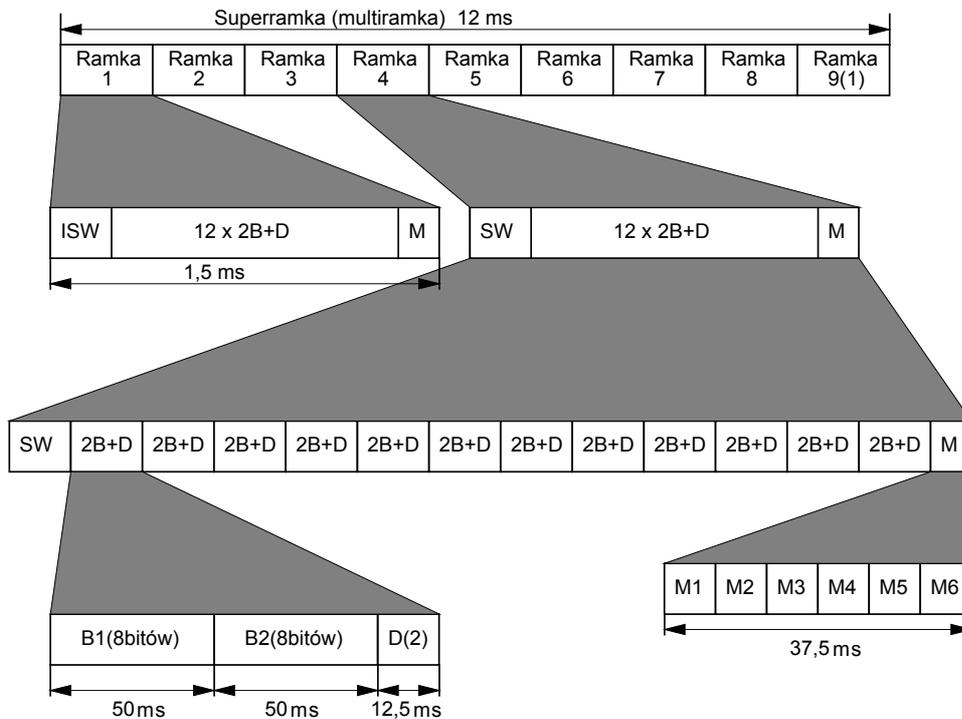 Superramka (multiramka) 12 ms
Ramka 1
Ramka 2
Ramka 3
Ramka 4
Ramka 5
Ramka 6
Ramka 7
Ramka 8
Ramka 9(1)
ISW 12 x 2B+D M
SW 12 x 2B+D M
1,5 ms
SW 2B+D 2B+D 2B+D 2B+D 2B+D 2B+D 2B+D 2B+D 2B+D 2B+D 2B+D 2B+D M
M1 M2 M3 M4 M5 M6
37,5 ms
B1(8bitów) B2(8bitów) D(2)
50 ms 50 ms 12,5 ms